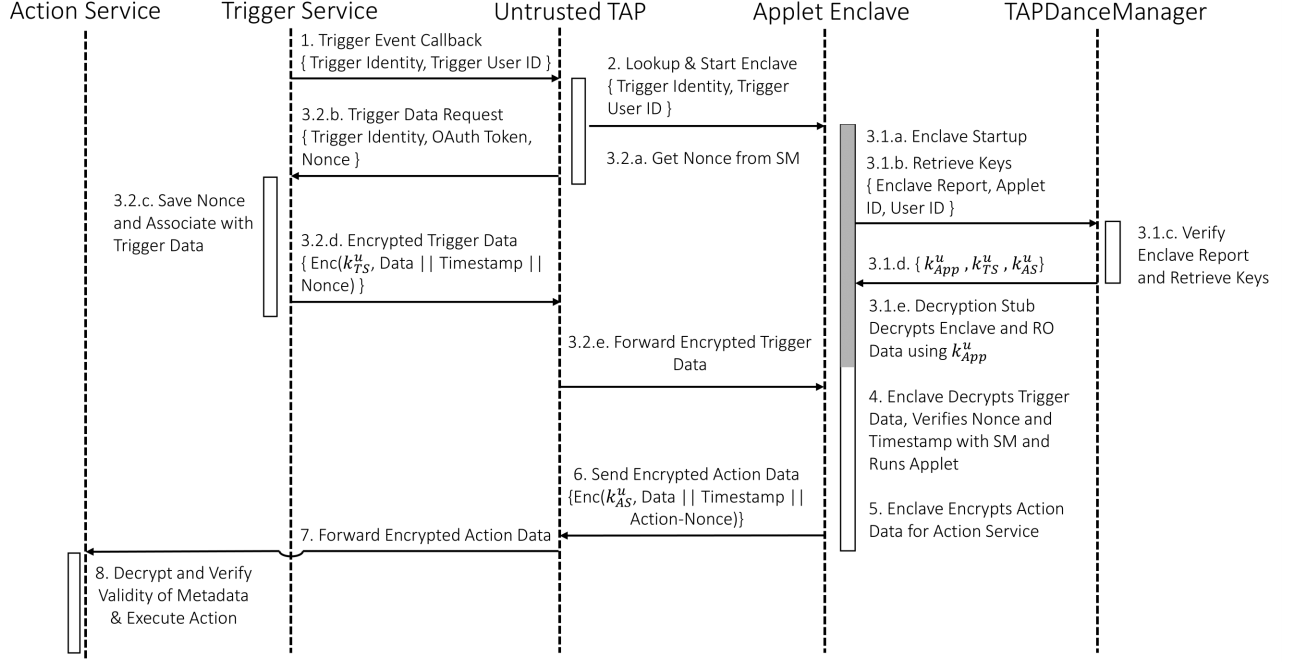 Action Service
Trigger Service
Untrusted TAP
Applet Enclave
TAPDanceManager
1. Trigger Event Callback
{ Trigger Identity, Trigger User ID }
2. Lookup & Start Enclave
{ Trigger Identity, Trigger
User ID }
3.2.b. Trigger Data Request
{ Trigger Identity, OAuth Token,
Nonce }
3.2.a. Get Nonce from SM
3.1.a. Enclave Startup
3.1.b. Retrieve Keys
{ Enclave Report, Applet
ID, User ID }
3.2.c. Save Nonce
and Associate with
Trigger Data
3.1.c. Verify
Enclave Report
and Retrieve Keys
3.2.d. Encrypted Trigger Data
{ Enc(k^u_TS, Data || Timestamp ||
Nonce) }
3.1.d. { k^u_App , k^u_TS , k^u_AS}
3.1.e. Decryption Stub
Decrypts Enclave and RO
Data using k^u_App
3.2.e. Forward Encrypted Trigger
Data
4. Enclave Decrypts Trigger
Data, Verifies Nonce and
Timestamp with SM and
Runs Applet
6. Send Encrypted Action Data
{Enc(k^u_AS, Data || Timestamp ||
Action-Nonce)}
5. Enclave Encrypts Action
Data for Action Service
7. Forward Encrypted Action Data
8. Decrypt and Verify
Validity of Metadata
& Execute Action